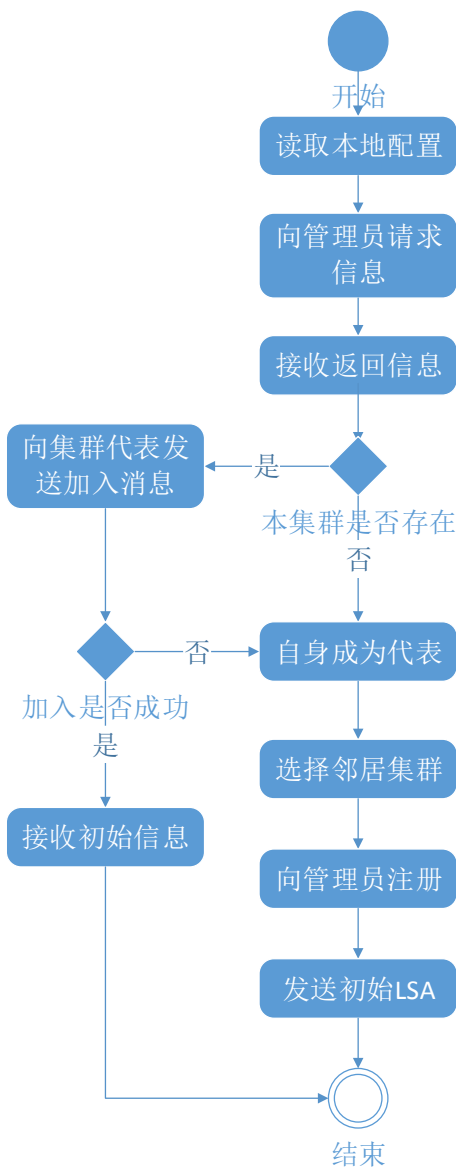 开始
读取本地配置
向管理员请求
信息
接收返回信息
向集群代表发
送加入消息
是
本集群是否存在
否
否
自身成为代表
加入是否成功
是
选择邻居集群
接收初始信息
向管理员注册
发送初始LSA
结束